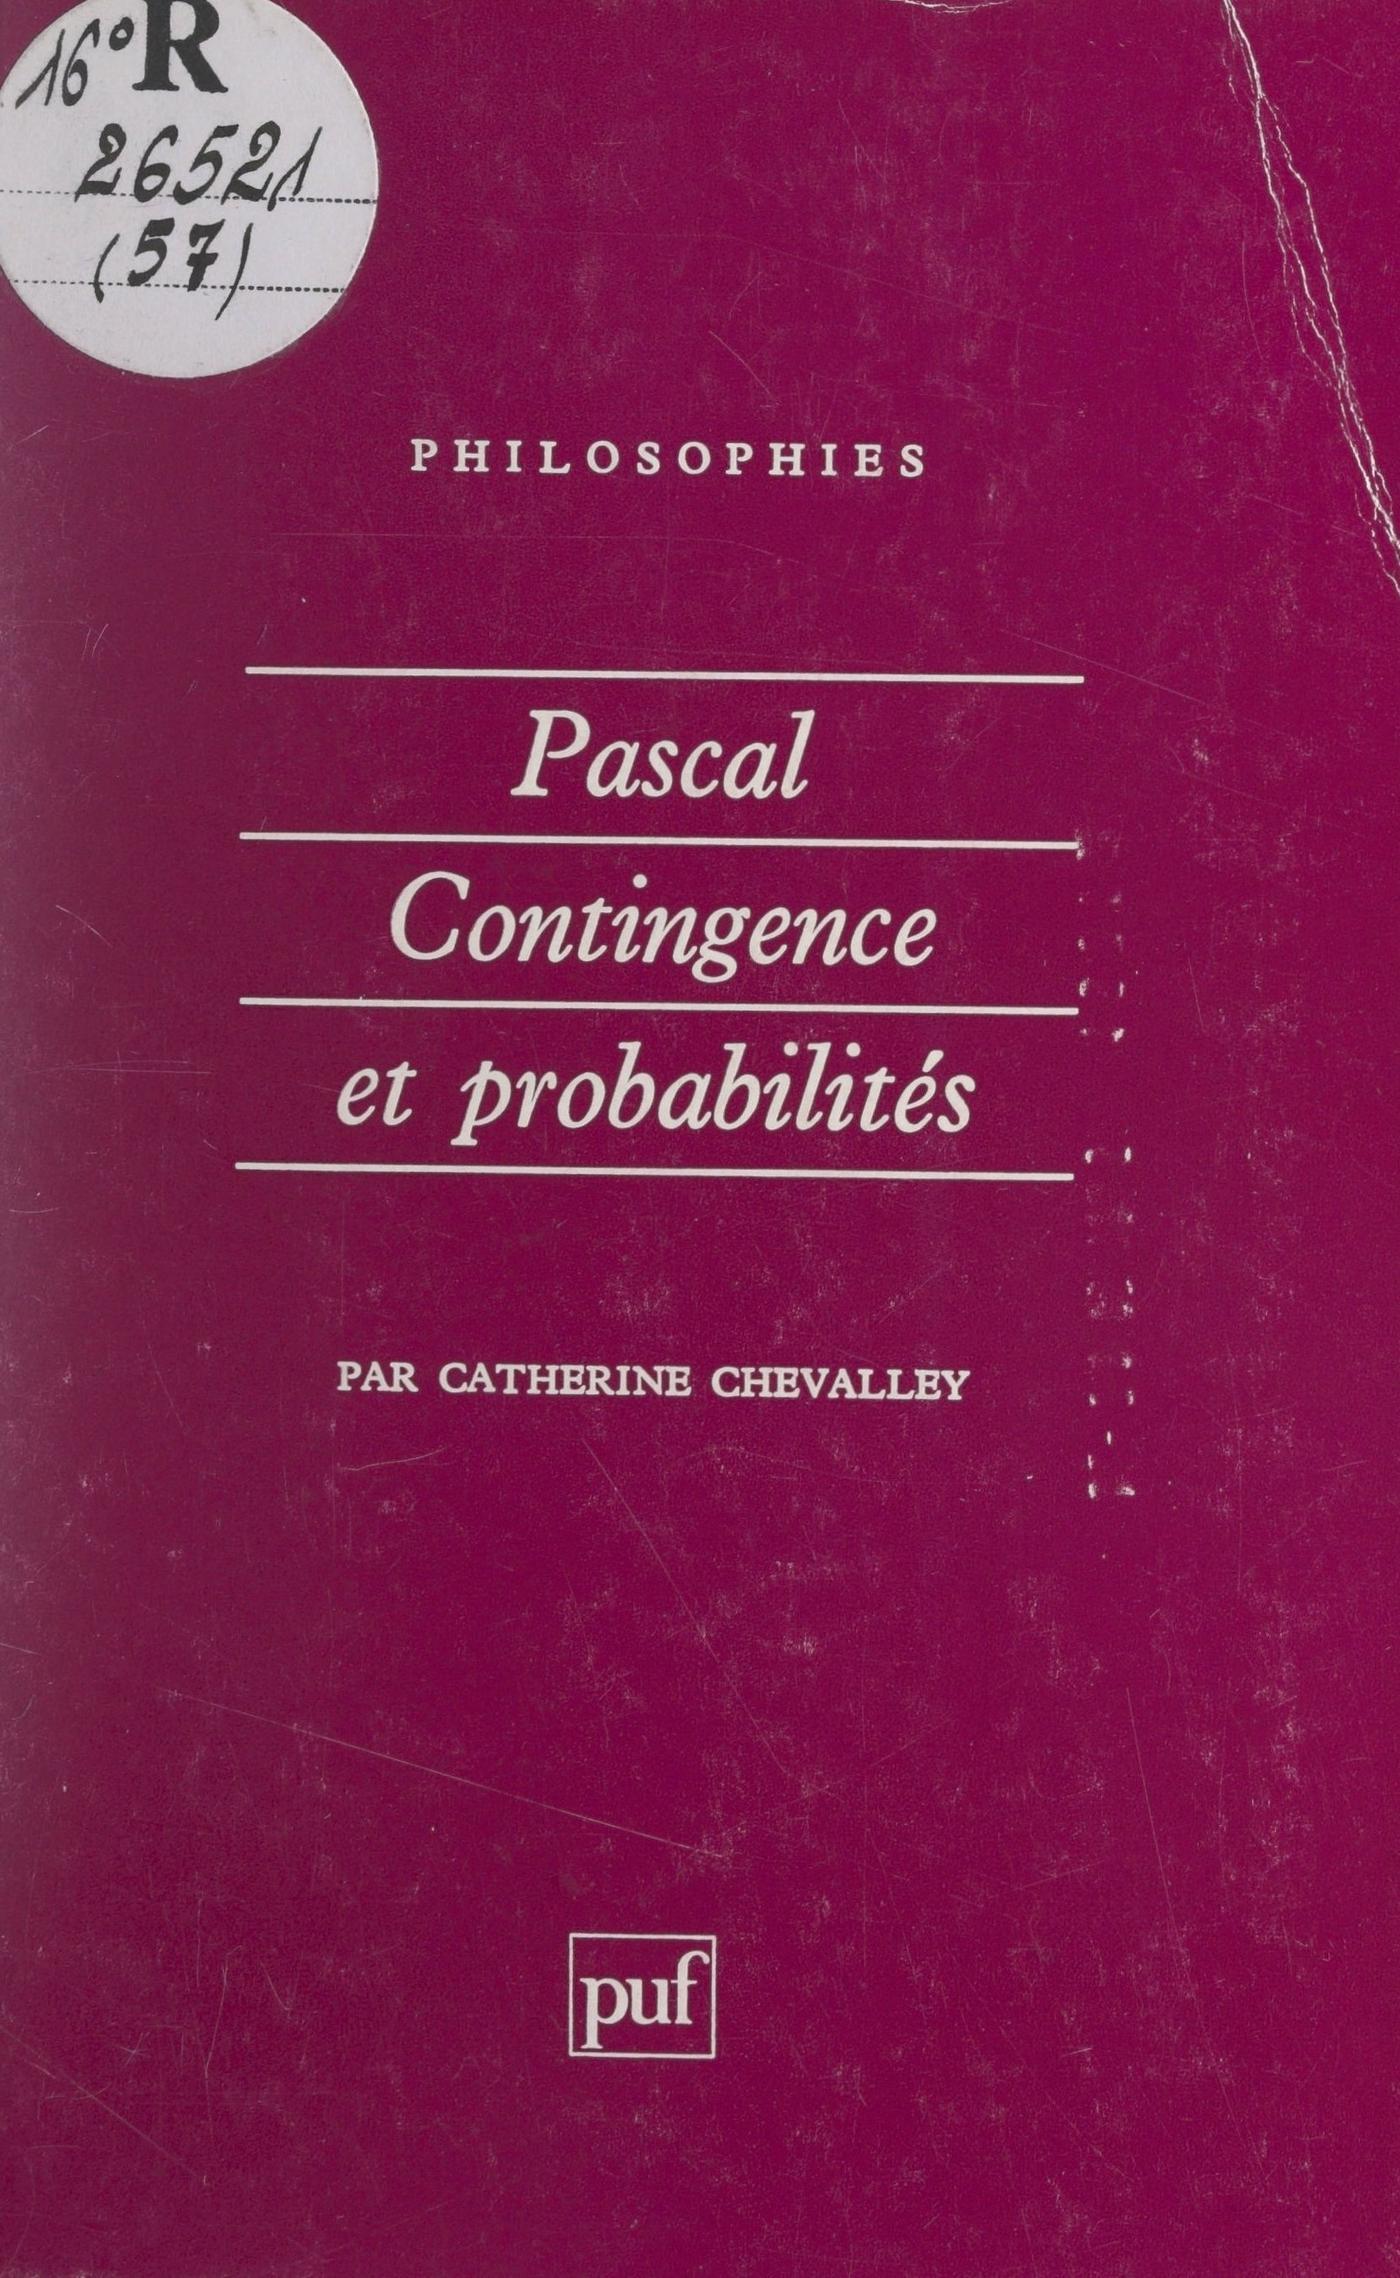 16° R
26521
(57)
PHILOSOPHIES
Pascal
Contingence
et probabilités
PAR CATHERINE CHEVALLEY
puf